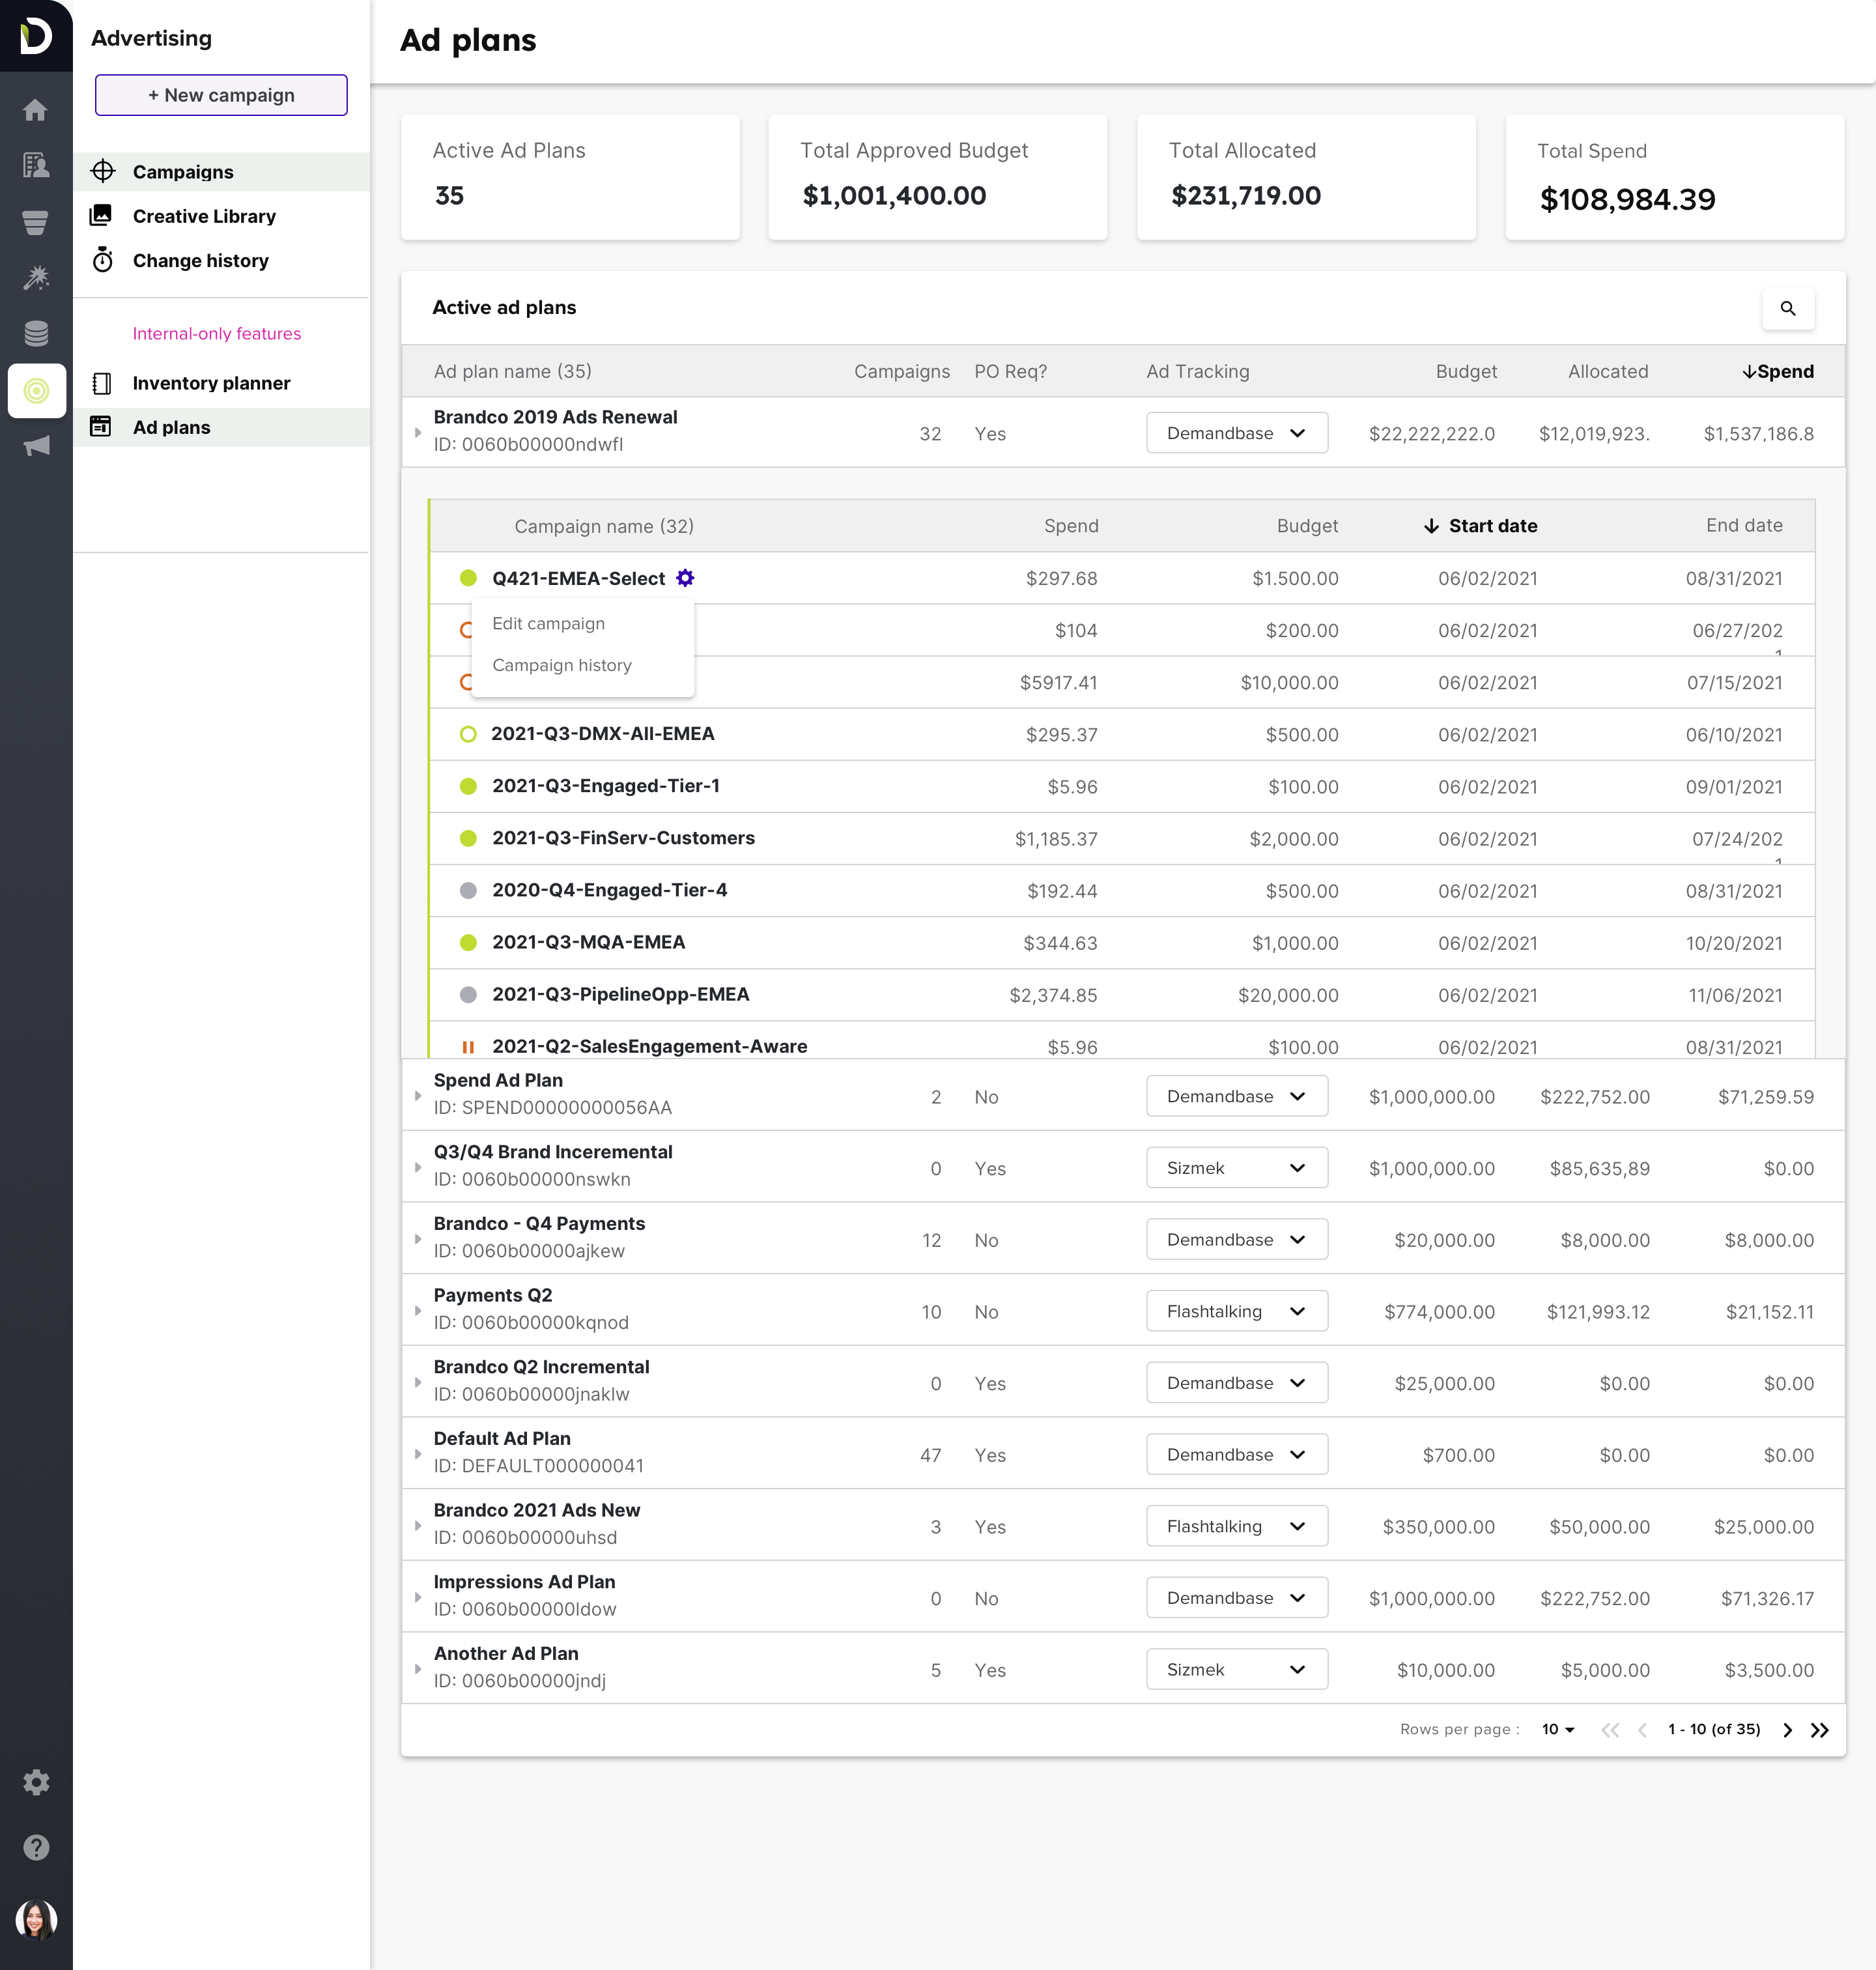 Advertising
+ New campaign
Campaigns
Creative Library
Change history
Internal-only features
Inventory planner
Ad plans
Ad plans
Active Ad Plans
35
Total Approved Budget
$1,001,400.00
Total Allocated
$231,719.00
Total Spend
$108,984.39
Active ad plans
Ad plan name (35) Campaigns PO Req? Ad Tracking Budget Allocated Spend
Brandco 2019 Ads Renewal
ID: 0060b00000ndwfl
32 Yes Demandbase $22,222,222.0 $12,019,923. $1,537,186.8
Campaign name (32) Spend Budget Start date End date
Q421-EMEA-Select $297.68 $1.500.00 06/02/2021 08/31/2021
Edit campaign
$104 $200.00 06/02/2021 06/27/202
Campaign history
$5917.41 $10,000.00 06/02/2021 07/15/2021
2021-Q3-DMX-All-EMEA $295.37 $500.00 06/02/2021 06/10/2021
2021-Q3-Engaged-Tier-1 $5.96 $100.00 06/02/2021 09/01/2021
2021-Q3-FinServ-Customers $1,185.37 $2,000.00 06/02/2021 07/24/202
2020-Q4-Engaged-Tier-4 $192.44 $500.00 06/02/2021 08/31/2021
2021-Q3-MQA-EMEA $344.63 $1,000.00 06/02/2021 10/20/2021
2021-Q3-PipelineOpp-EMEA $2,374.85 $20,000.00 06/02/2021 11/06/2021
2021-Q2-SalesEngagement-Aware $5.96 $100.00 06/02/2021 08/31/2021
Spend Ad Plan
ID: SPEND00000000056AA
2 No Demandbase $1,000,000.00 $222,752.00 $71,259.59
Q3/Q4 Brand Inceremental
ID: 0060b00000nswkn
0 Yes Sizmek $1,000,000.00 $85,635,89 $0.00
Brandco - Q4 Payments
ID: 0060b00000ajkew
12 No Demandbase $20,000.00 $8,000.00 $8,000.00
Payments Q2
ID: 0060b00000kqnod
10 No Flashtalking $774,000.00 $121,993.12 $21,152.11
Brandco Q2 Incremental
ID: 0060b00000jnaklw
0 Yes Demandbase $25,000.00 $0.00 $0.00
Default Ad Plan
ID: DEFAULT000000041
47 Yes Demandbase $700.00 $0.00 $0.00
Brandco 2021 Ads New
ID: 0060b00000uhsd
3 Yes Flashtalking $350,000.00 $50,000.00 $25,000.00
Impressions Ad Plan
ID: 0060b00000ldow
0 No Demandbase $1,000,000.00 $222,752.00 $71,326.17
Another Ad Plan
ID: 0060b00000jndj
5 Yes Sizmek $10,000.00 $5,000.00 $3,500.00
Rows per page : 10 1 - 10 (of 35)